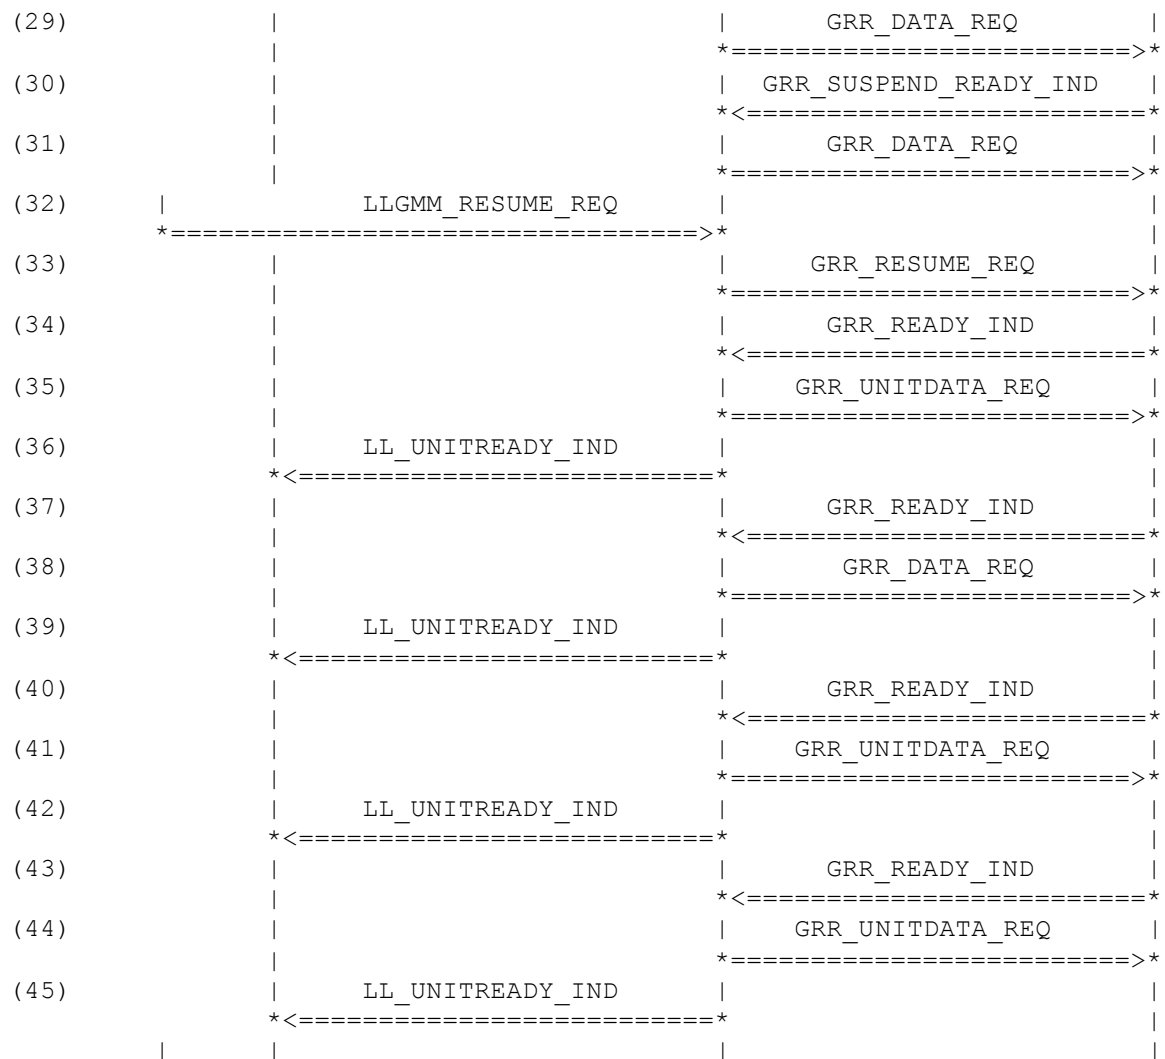 (29) | | GRR_DATA_REQ |
| *=========================>*
(30) | | GRR_SUSPEND_READY_IND |
| *<=========================*
(31) | | GRR_DATA_REQ |
| *=========================>*
(32) | LLGMM_RESUME_REQ | |
*=================================>* |
(33) | | GRR_RESUME_REQ |
| *=========================>*
(34) | | GRR_READY_IND |
| *<=========================*
(35) | | GRR_UNITDATA_REQ |
| *=========================>*
(36) | LL_UNITREADY_IND | |
*<==========================* |
(37) | | GRR_READY_IND |
| *<=========================*
(38) | | GRR_DATA_REQ |
| *=========================>*
(39) | LL_UNITREADY_IND | |
*<==========================* |
(40) | | GRR_READY_IND |
| *<=========================*
(41) | | GRR_UNITDATA_REQ |
| *=========================>*
(42) | LL_UNITREADY_IND | |
*<==========================* |
(43) | | GRR_READY_IND |
| *<=========================*
(44) | | GRR_UNITDATA_REQ |
| *=========================>*
(45) | LL_UNITREADY_IND | |
*<==========================* |
| | | |